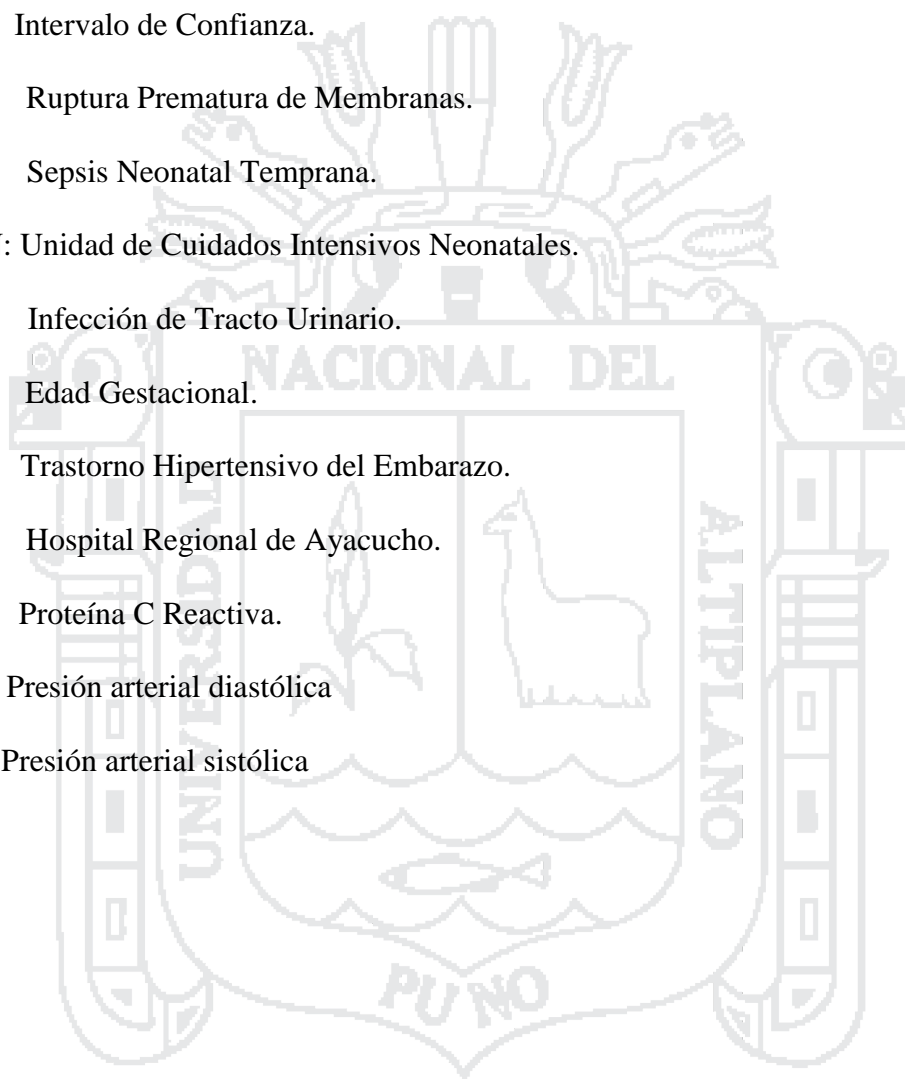 Intervalo de Confianza.
Ruptura Prematura de Membranas.
Sepsis Neonatal Temprana.
: Unidad de Cuidados Intensivos Neonatales.
Infección de Tracto Urinario.
Edad Gestacional.
Trastorno Hipertensivo del Embarazo.
Hospital Regional de Ayacucho.
Proteína C Reactiva.
Presión arterial diastólica
Presión arterial sistólica
NACIONAL DEL
UNIVERSIDAD
ALTIPLANO
PUNO